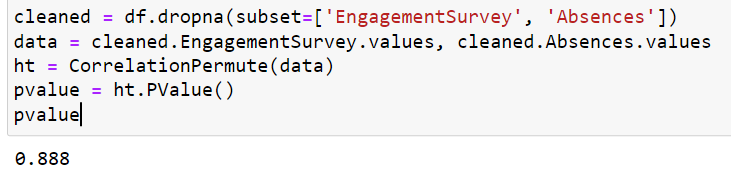 cleaned = df.dropna(subset=['EngagementSurvey', 'Absences'])
data = cleaned.EngagementSurvey.values, cleaned.Absences.values
ht = CorrelationPermute(data)
pvalue = ht.PValue()
pvalue
0.888